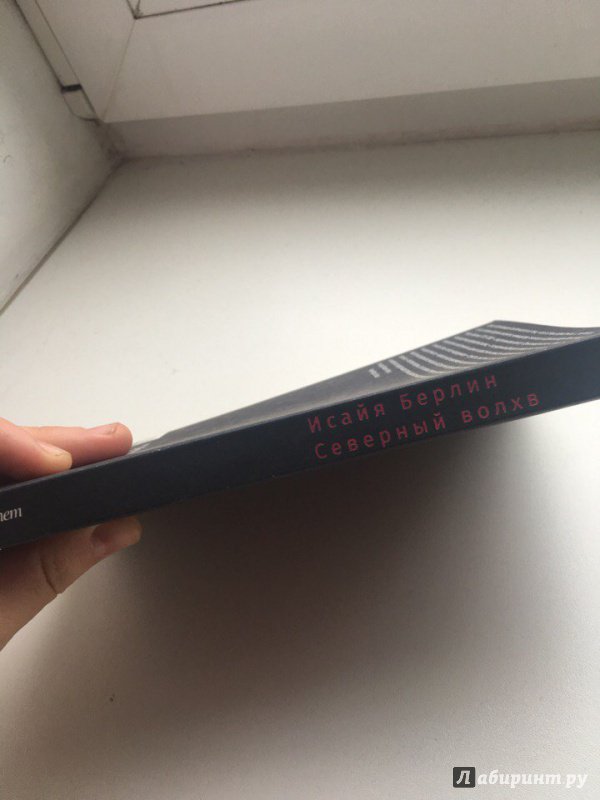 Исайя Берлин
Северный волхв
Лабиринт.ру